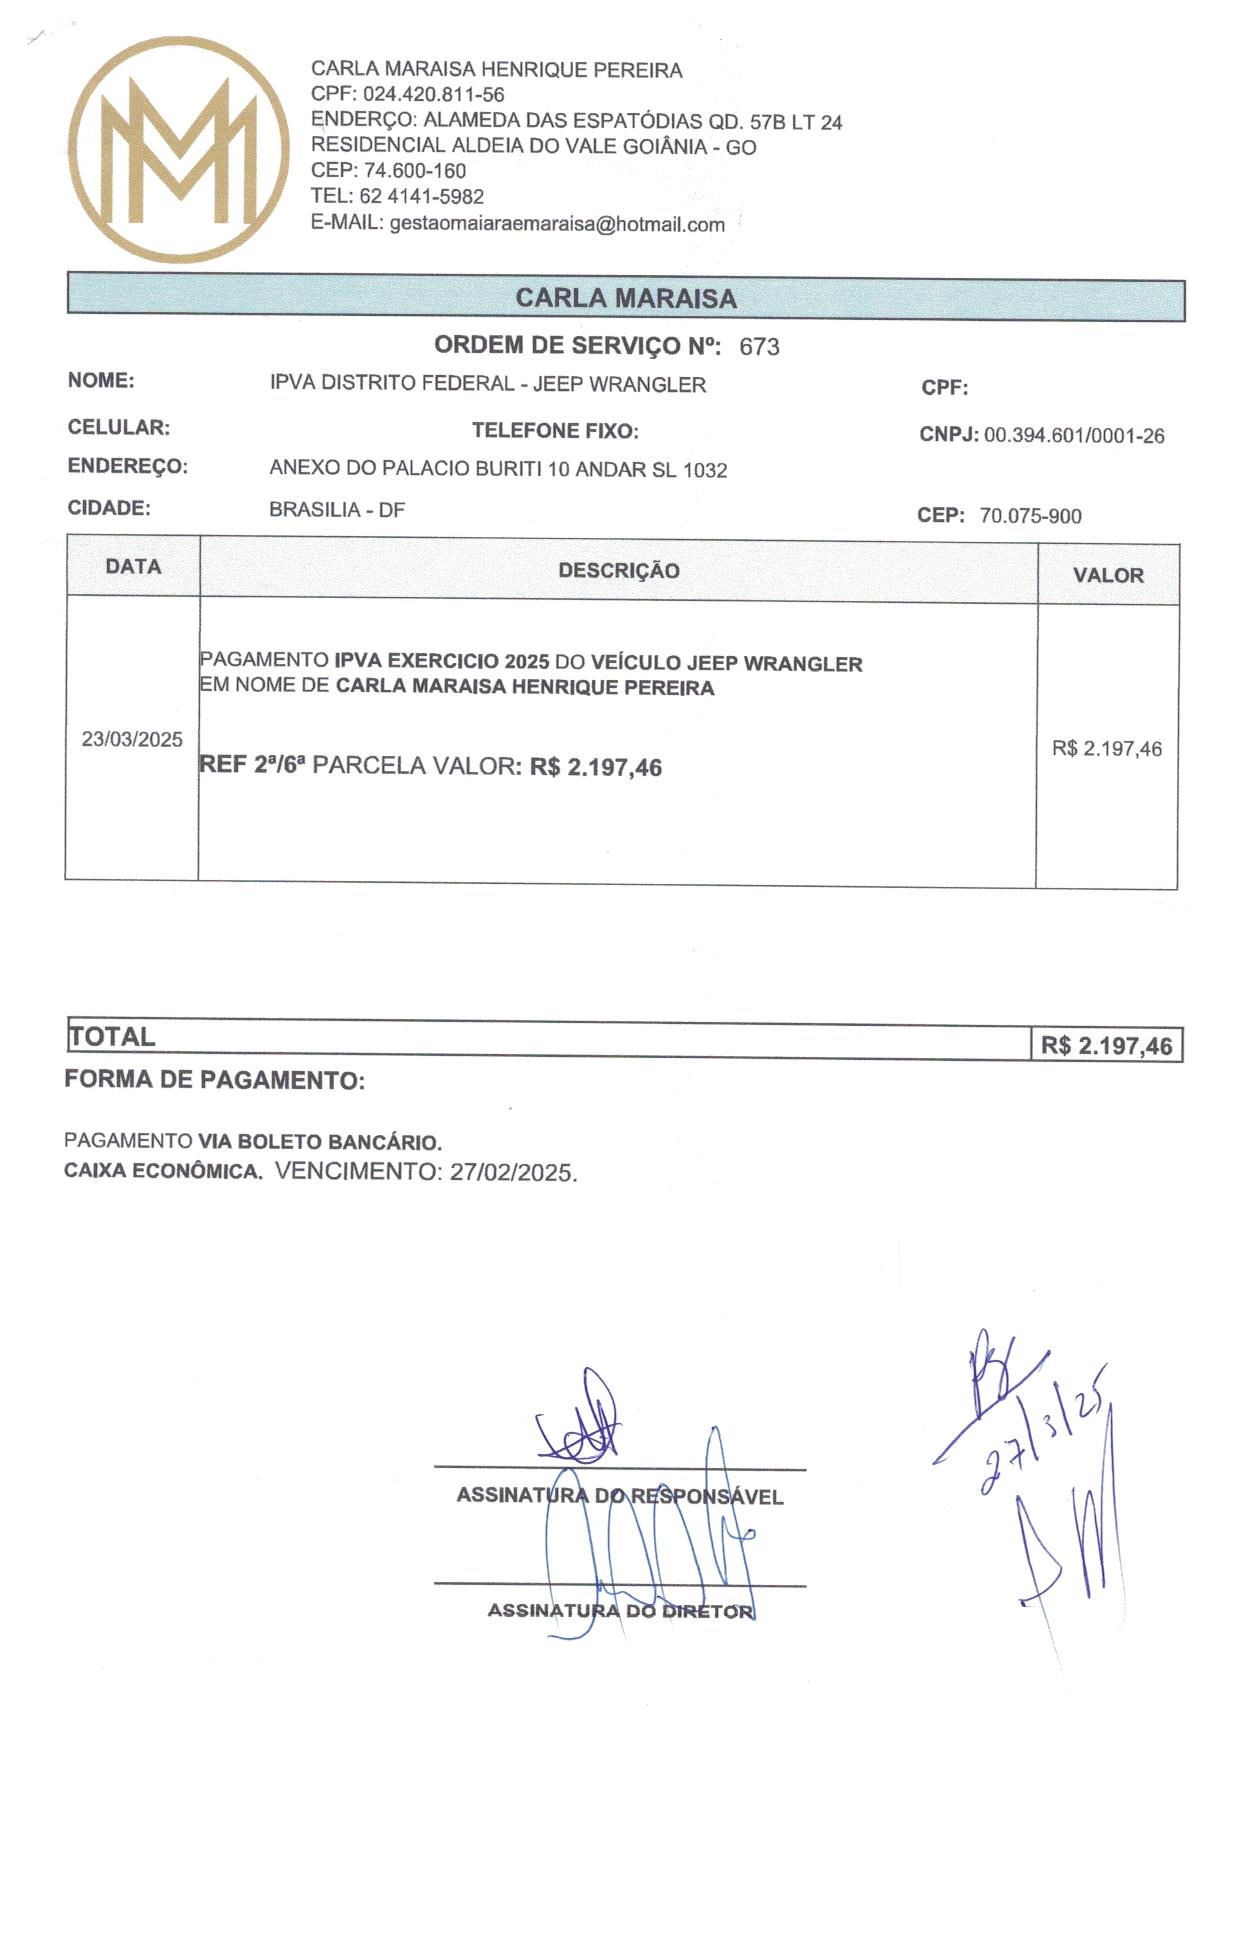 CARLA MARAISA HENRIQUE PEREIRA
CPF: 024.420.811-56
ENDERÇO: ALAMEDA DAS ESPATÓDIAS QD. 57B LT 24
RESIDENCIAL ALDEIA DO VALE GOIÂNIA - GO
CEP: 74.600-160
TEL: 62 4141-5982
E-MAIL: gestaomaiaraemaraisa@hotmail.com
CARLA MARAISA
ORDEM DE SERVIÇO Nº: 673
NOME: IPVA DISTRITO FEDERAL - JEEP WRANGLER CPF:
CELULAR: TELEFONE FIXO: CNPJ: 00.394.601/0001-26
ENDEREÇO: ANEXO DO PALACIO BURITI 10 ANDAR SL 1032
CIDADE: BRASILIA - DF CEP: 70.075-900
DATA DESCRIÇÃO VALOR
PAGAMENTO IPVA EXERCICIO 2025 DO VEÍCULO JEEP WRANGLER
EM NOME DE CARLA MARAISA HENRIQUE PEREIRA
23/03/2025 R$ 2.197,46
REF 2ª/6ª PARCELA VALOR: R$ 2.197,46
TOTAL R$ 2.197,46
FORMA DE PAGAMENTO:
PAGAMENTO VIA BOLETO BANCÁRIO.
CAIXA ECONÔMICA. VENCIMENTO: 27/02/2025.
27/3/25
ASSINATURA DO RESPONSÁVEL
ASSINATURA DO DIRETOR